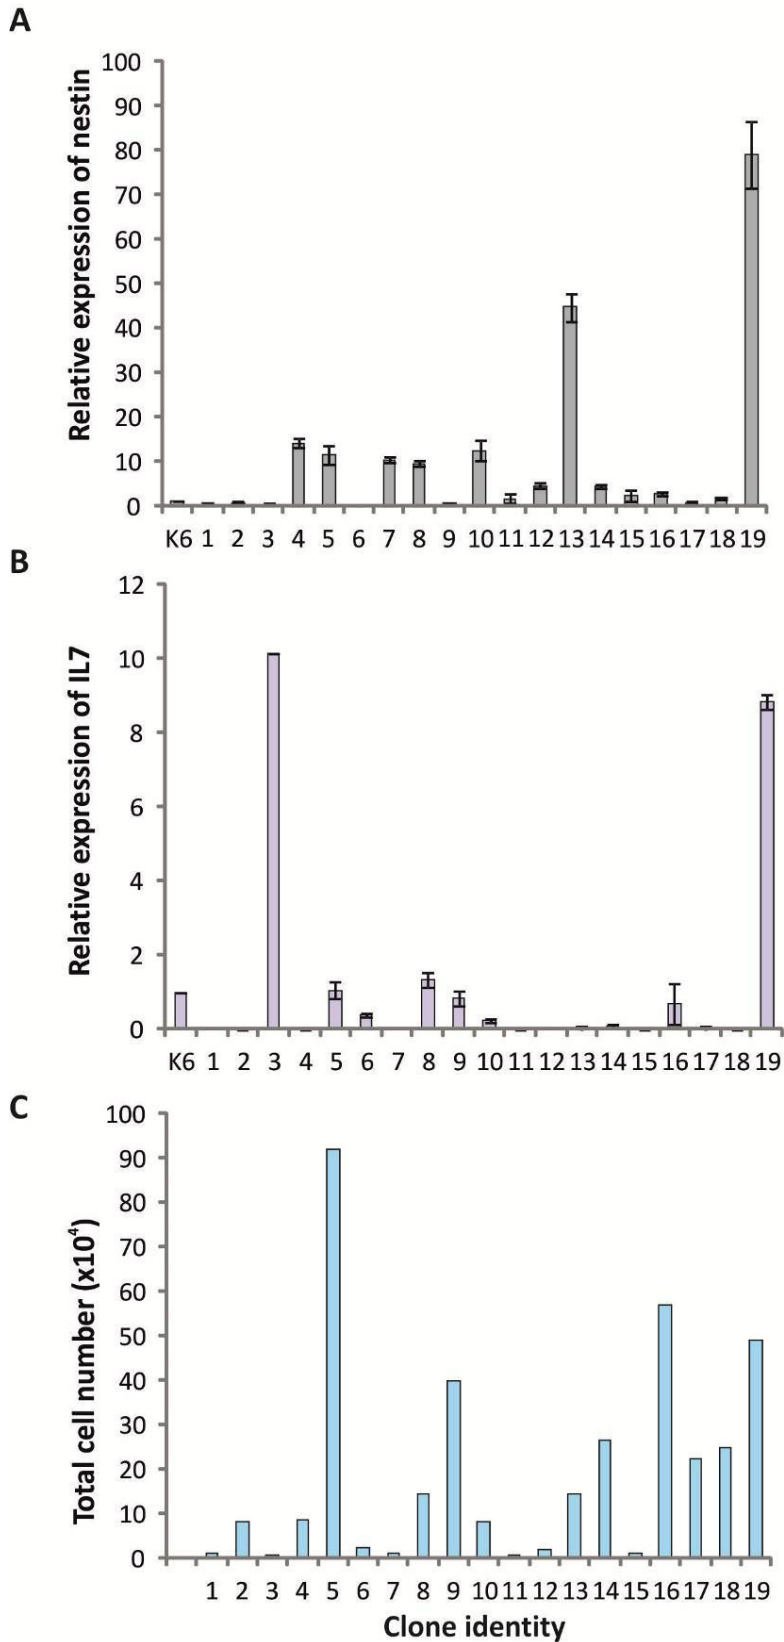 A
Relative expression of nestin
100
90
80
70
60
50
40
30
20
10
0
K6 1 2 3 4 5 6 7 8 9 10 11 12 13 14 15 16 17 18 19
B
Relative expression of IL7
12
10
8
6
4
2
0
K6 1 2 3 4 5 6 7 8 9 10 11 12 13 14 15 16 17 18 19
C
Total cell number (x10⁴)
100
90
80
70
60
50
40
30
20
10
0
1 2 3 4 5 6 7 8 9 10 11 12 13 14 15 16 17 18 19
Clone identity